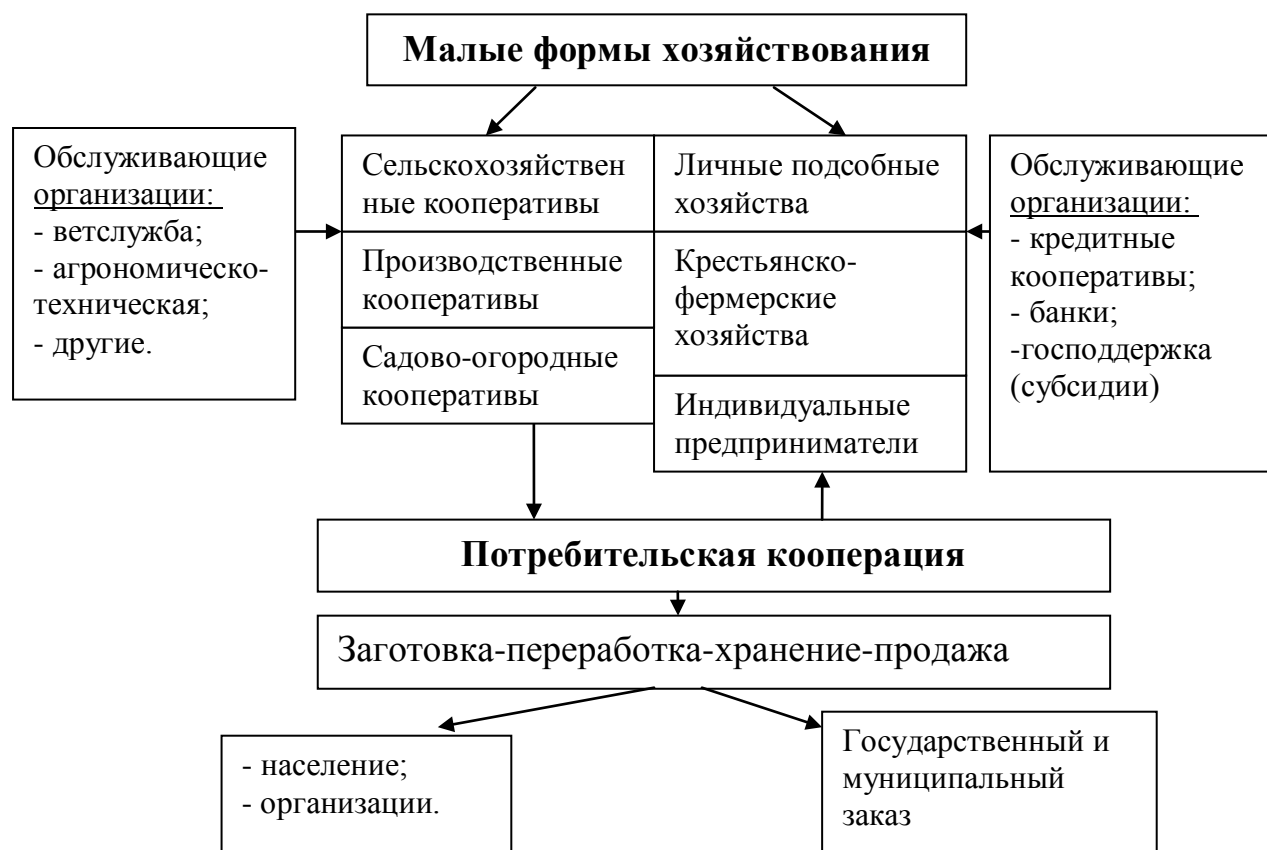 Малые формы хозяйствования
Обслуживающие
организации:
- ветслужба;
- агрономическо-
техническая;
- другие.
Сельскохозяйствен
ные кооперативы
Производственные
кооперативы
Садово-огородные
кооперативы
Личные подсобные
хозяйства
Крестьянско-
фермерские
хозяйства
Индивидуальные
предприниматели
Обслуживающие
организации:
- кредитные
кооперативы;
- банки;
-господдержка
(субсидии)
Потребительская кооперация
Заготовка-переработка-хранение-продажа
- население;
- организации.
Государственный и
муниципальный
заказ